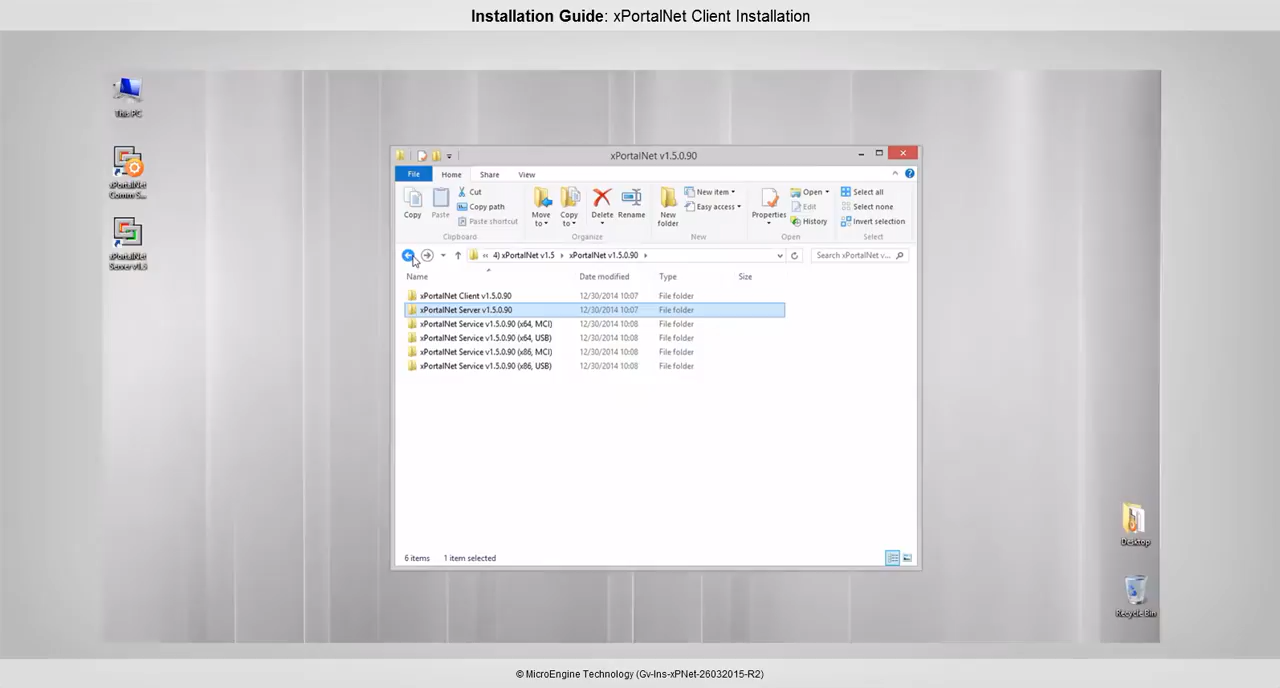 Installation Guide: xPortalNet Client Installation
This PC
xPortalNet
Comm S...
xPortalNet
Server v1.5
xPortalNet v1.5.0.90
File Home Share View
Copy
Paste
Cut
Copy path
Paste shortcut
Clipboard
Move
to
Copy
to
Delete
Rename
Organize
New
folder
New item
Easy access
New
Properties
Open
Edit
History
Open
Select all
Select none
Invert selection
Select
« 4) xPortalNet v1.5 xPortalNet v1.5.0.90
Search xPortalNet v...
Name Date modified Type Size
xPortalNet Client v1.5.0.90 12/30/2014 10:07 File folder
xPortalNet Server v1.5.0.90 12/30/2014 10:07 File folder
xPortalNet Service v1.5.0.90 (x64, MCI) 12/30/2014 10:08 File folder
xPortalNet Service v1.5.0.90 (x64, USB) 12/30/2014 10:08 File folder
xPortalNet Service v1.5.0.90 (x86, MCI) 12/30/2014 10:08 File folder
xPortalNet Service v1.5.0.90 (x86, USB) 12/30/2014 10:08 File folder
6 items 1 item selected
Desktop
Recycle Bin
© MicroEngine Technology (Gv-Ins-xPNet-26032015-R2)